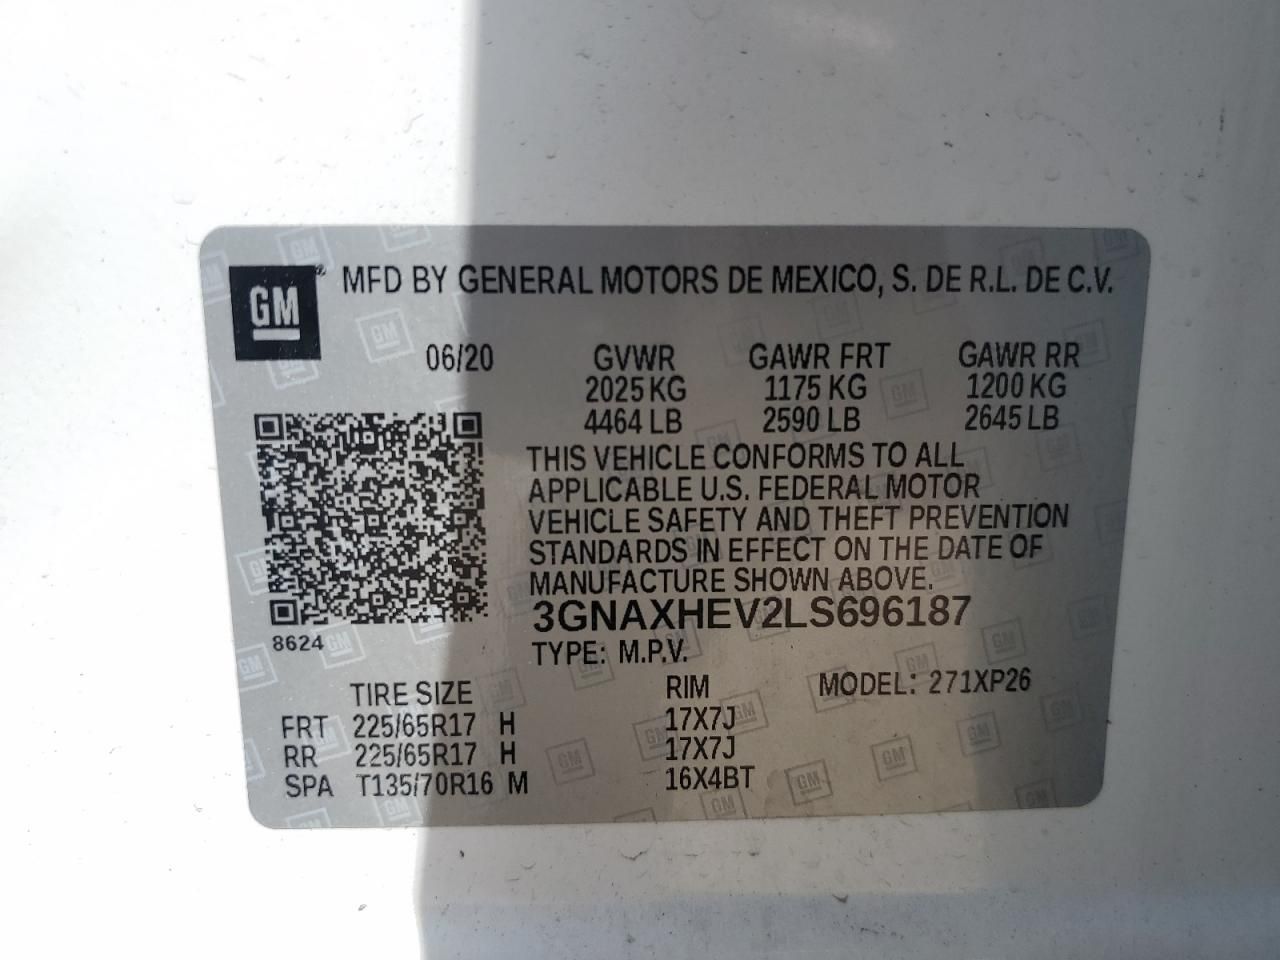 GM® MFD BY GENERAL MOTORS DE MEXICO, S. DE R.L. DE C.V.
06/20 GVWR GAWR FRT GAWR RR
2025 KG 1175 KG 1200 KG
4464 LB 2590 LB 2645 LB
THIS VEHICLE CONFORMS TO ALL
APPLICABLE U.S. FEDERAL MOTOR
VEHICLE SAFETY AND THEFT PREVENTION
STANDARDS IN EFFECT ON THE DATE OF
MANUFACTURE SHOWN ABOVE.
3GNAXHEV2LS696187
8624
TYPE: M.P.V.
TIRE SIZE RIM MODEL: 271XP26
FRT 225/65R17 H 17X7J
RR 225/65R17 H 17X7J
SPA T135/70R16 M 16X4BT